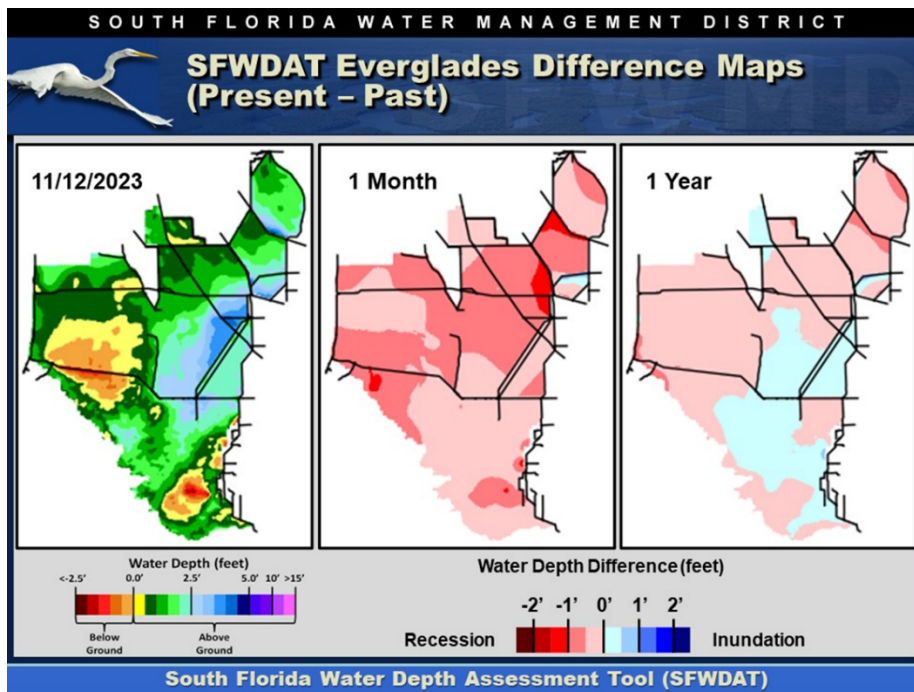 SOUTH FLORIDA WATER MANAGEMENT DISTRICT
SFWDAT Everglades Difference Maps
(Present – Past)
SFWMD
11/12/2023
1 Month
1 Year
Water Depth (feet)
<-2.5' 0.0' 2.5' 5.0' 10' >15'
Below
Ground
Above
Ground
Water Depth Difference (feet)
-2' -1' 0' 1' 2'
Recession
Inundation
South Florida Water Depth Assessment Tool (SFWDAT)